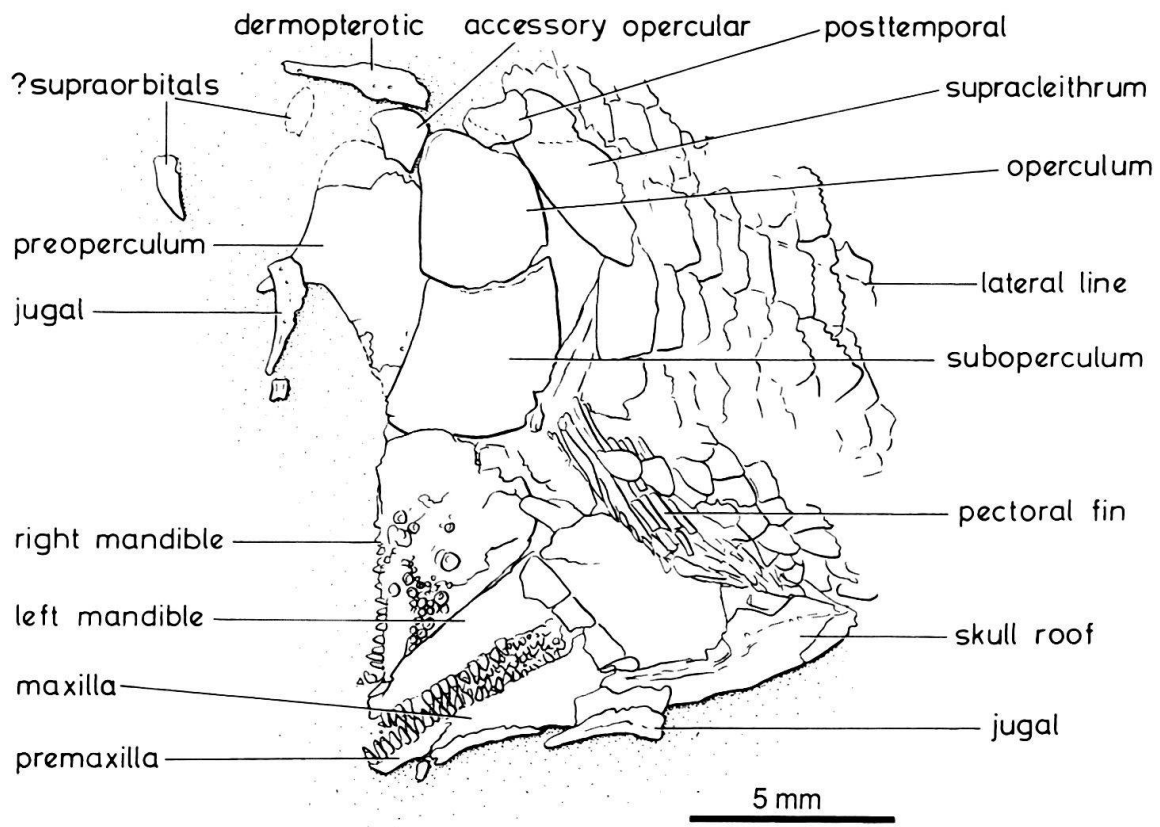 dermopterotic
accessory opercular
posttemporal
?supraorbitals
supracleithrum
operculum
preoperculum
lateral line
jugal
suboperculum
right mandible
pectoral fin
left mandible
skull roof
maxilla
jugal
premaxilla
5 mm